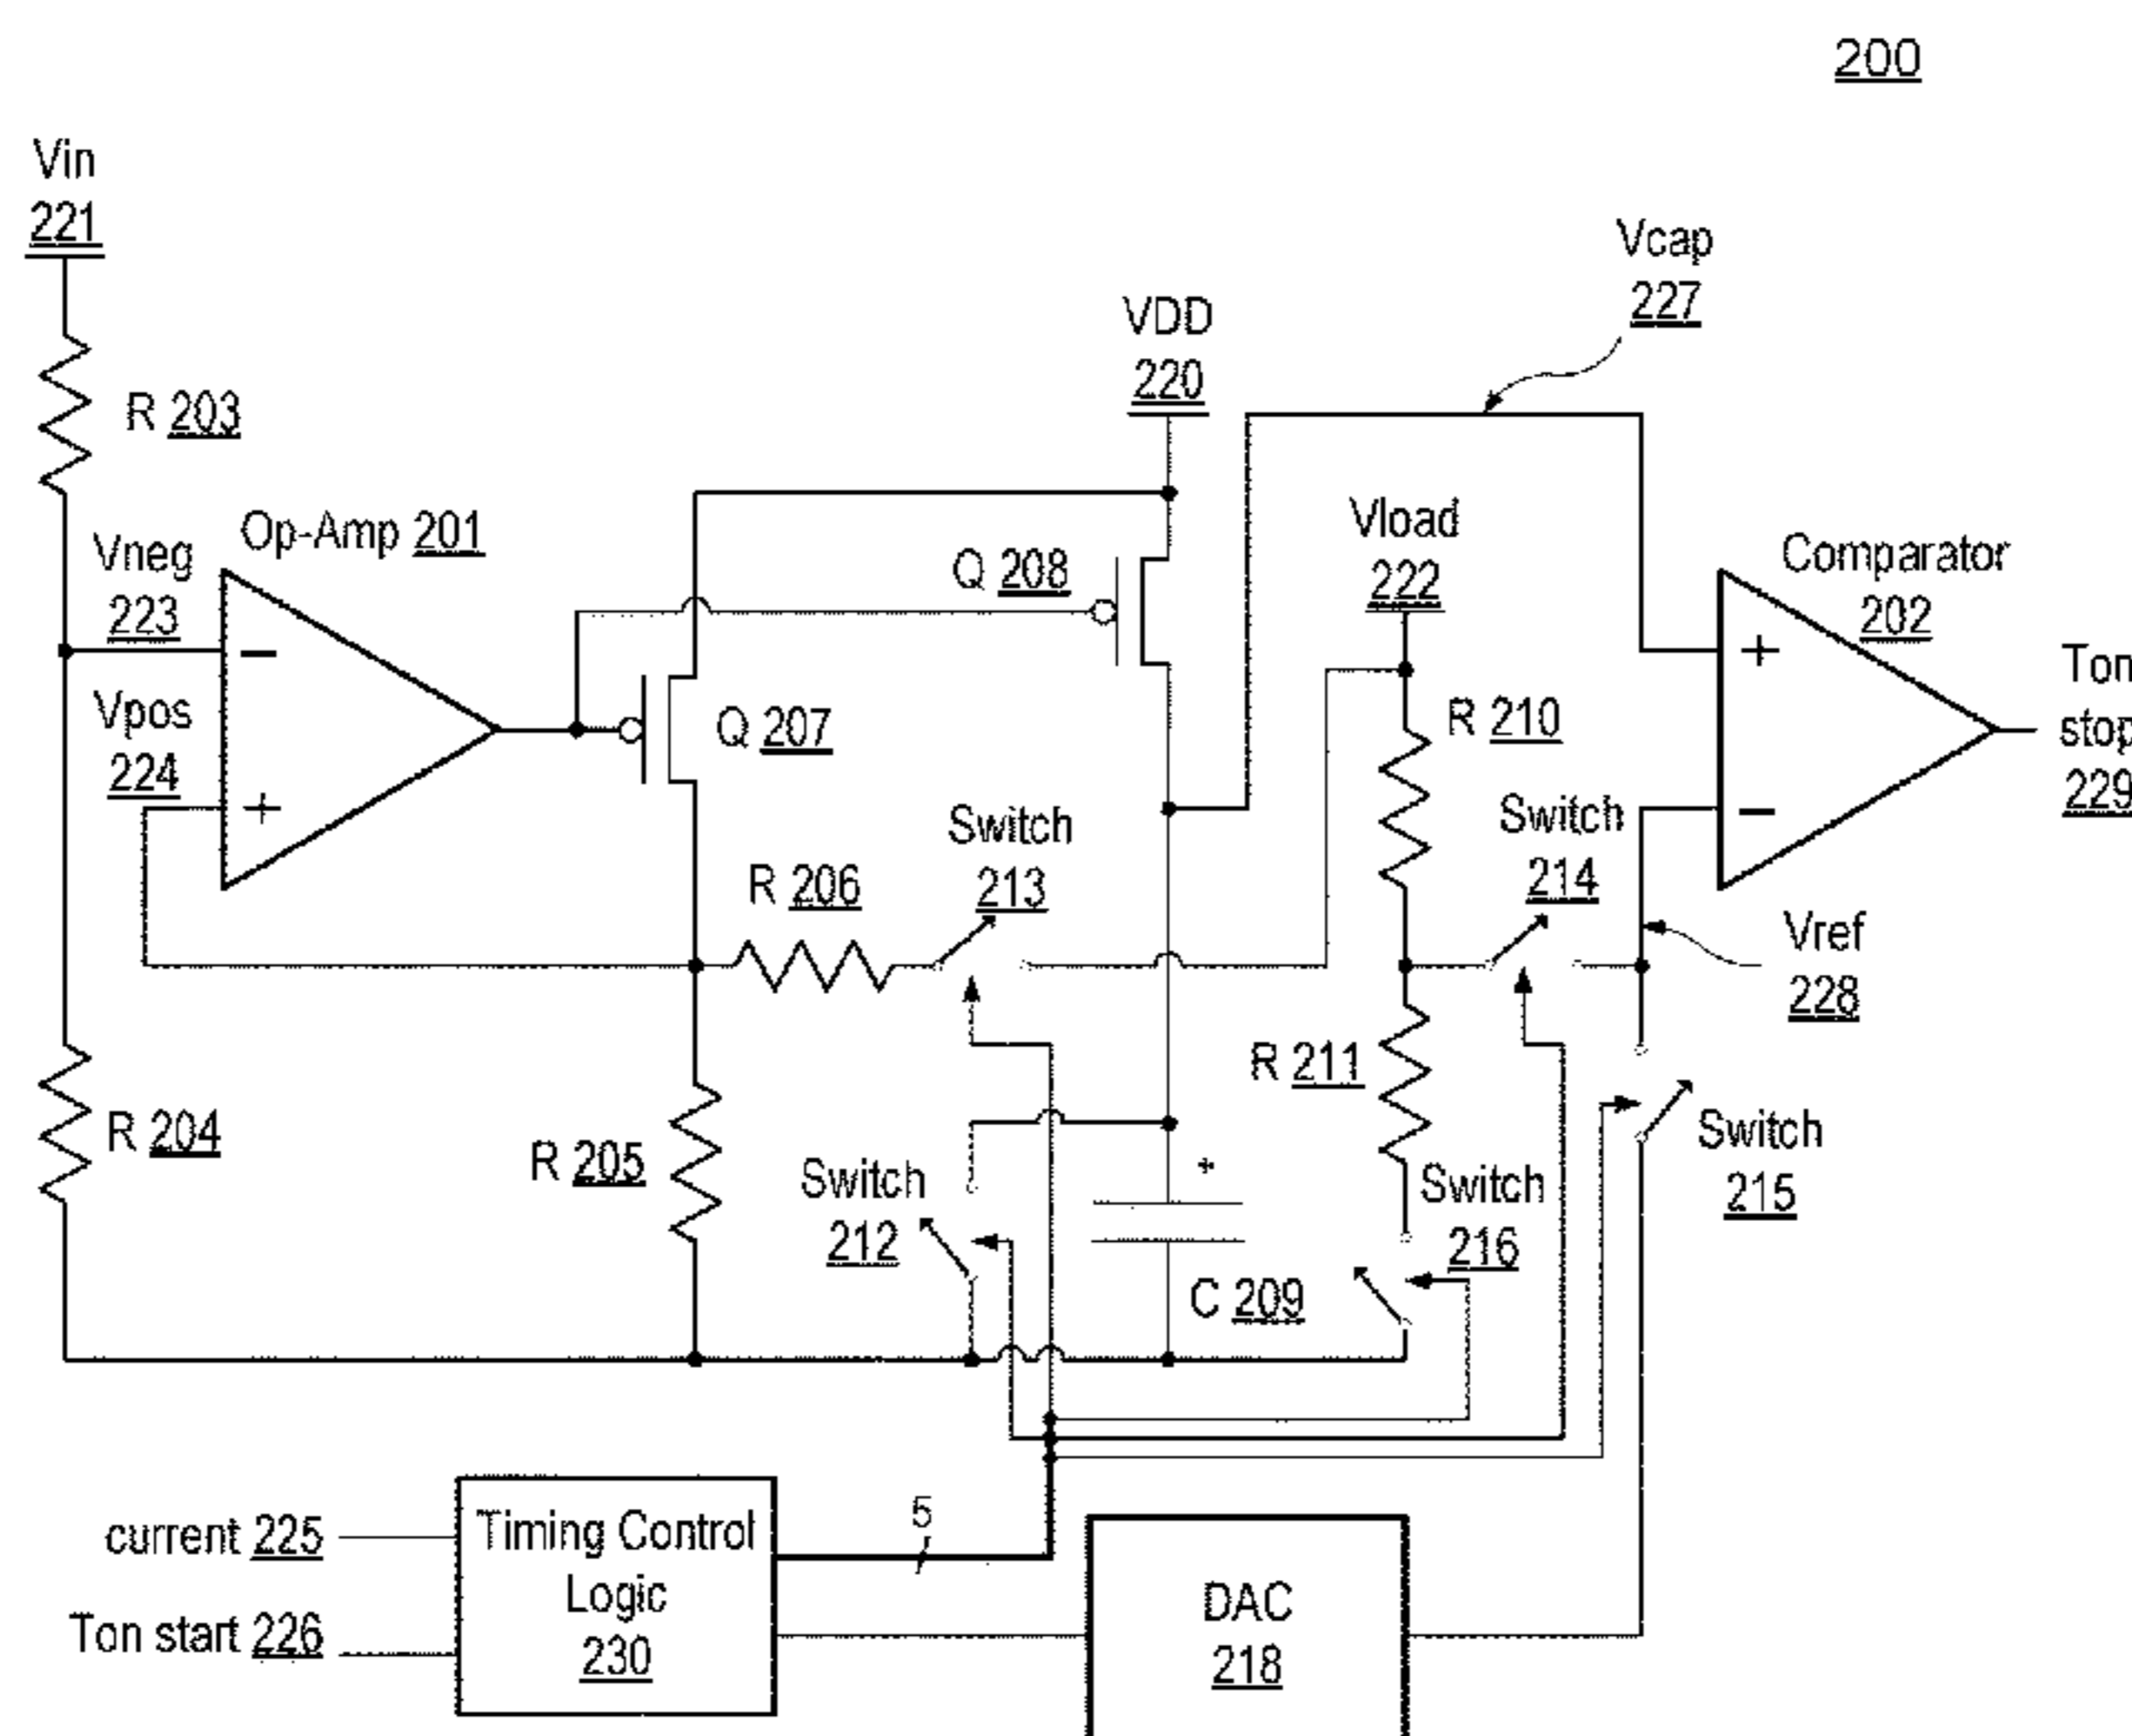 200
Vin
221
R 203
Vneg
223
Op-Amp 201
−
Vpos
224
+
VDD
220
Q 208
Q 207
Vcap
227
Vload
222
R 210
Comparator
202
+
−
Ton
stop
229
R 206
Switch
213
Switch
214
Vref
228
R 204
R 205
Switch
212
+
C 209
R 211
Switch
216
Switch
215
current 225
Ton start 226
Timing Control
Logic
230
5
DAC
218